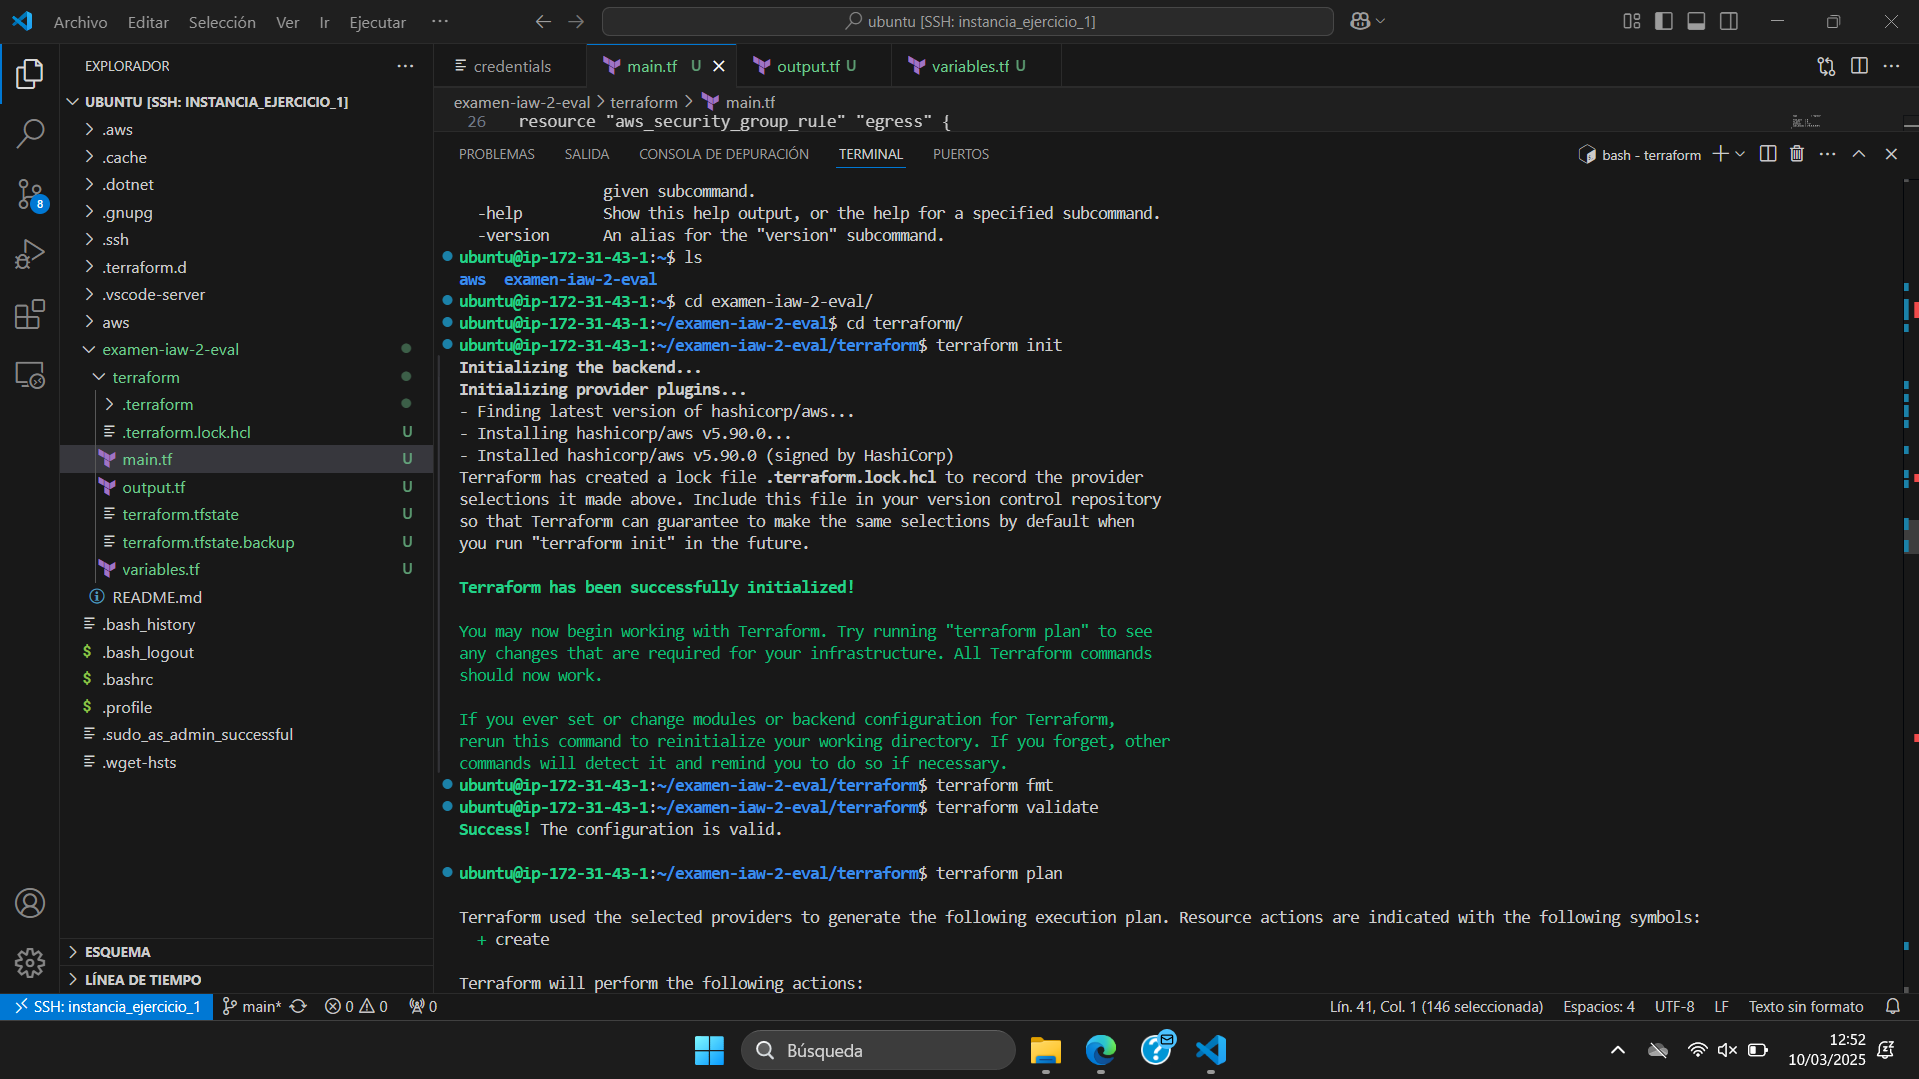 Archivo Editar Selección Ver Ir Ejecutar ··· ubuntu [SSH: instancia_ejercicio_1]
EXPLORADOR ···
UBUNTU [SSH: INSTANCIA_EJERCICIO_1]
.aws
.cache
.dotnet
.gnupg
.ssh
.terraform.d
.vscode-server
aws
examen-iaw-2-eval
terraform
.terraform
.terraform.lock.hcl U
main.tf U
output.tf U
terraform.tfstate U
terraform.tfstate.backup U
variables.tf U
README.md
.bash_history
$ .bash_logout
$ .bashrc
$ .profile
.sudo_as_admin_successful
.wget-hsts
ESQUEMA
LÍNEA DE TIEMPO
8
credentials main.tf U output.tf U variables.tf U
examen-iaw-2-eval > terraform > main.tf
26 resource "aws_security_group_rule" "egress" {
PROBLEMAS SALIDA CONSOLA DE DEPURACIÓN TERMINAL PUERTOS bash - terraform
given subcommand.
-help Show this help output, or the help for a specified subcommand.
-version An alias for the "version" subcommand.
ubuntu@ip-172-31-43-1:~$ ls
aws examen-iaw-2-eval
ubuntu@ip-172-31-43-1:~$ cd examen-iaw-2-eval/
ubuntu@ip-172-31-43-1:~/examen-iaw-2-eval$ cd terraform/
ubuntu@ip-172-31-43-1:~/examen-iaw-2-eval/terraform$ terraform init
Initializing the backend...
Initializing provider plugins...
- Finding latest version of hashicorp/aws...
- Installing hashicorp/aws v5.90.0...
- Installed hashicorp/aws v5.90.0 (signed by HashiCorp)
Terraform has created a lock file .terraform.lock.hcl to record the provider
selections it made above. Include this file in your version control repository
so that Terraform can guarantee to make the same selections by default when
you run "terraform init" in the future.
Terraform has been successfully initialized!
You may now begin working with Terraform. Try running "terraform plan" to see
any changes that are required for your infrastructure. All Terraform commands
should now work.
If you ever set or change modules or backend configuration for Terraform,
rerun this command to reinitialize your working directory. If you forget, other
commands will detect it and remind you to do so if necessary.
ubuntu@ip-172-31-43-1:~/examen-iaw-2-eval/terraform$ terraform fmt
ubuntu@ip-172-31-43-1:~/examen-iaw-2-eval/terraform$ terraform validate
Success! The configuration is valid.
ubuntu@ip-172-31-43-1:~/examen-iaw-2-eval/terraform$ terraform plan
Terraform used the selected providers to generate the following execution plan. Resource actions are indicated with the following symbols:
+ create
Terraform will perform the following actions:
SSH: instancia_ejercicio_1 main* 0 0 0 Lín. 41, Col. 1 (146 seleccionada) Espacios: 4 UTF-8 LF Texto sin formato
Búsqueda
12:52
10/03/2025